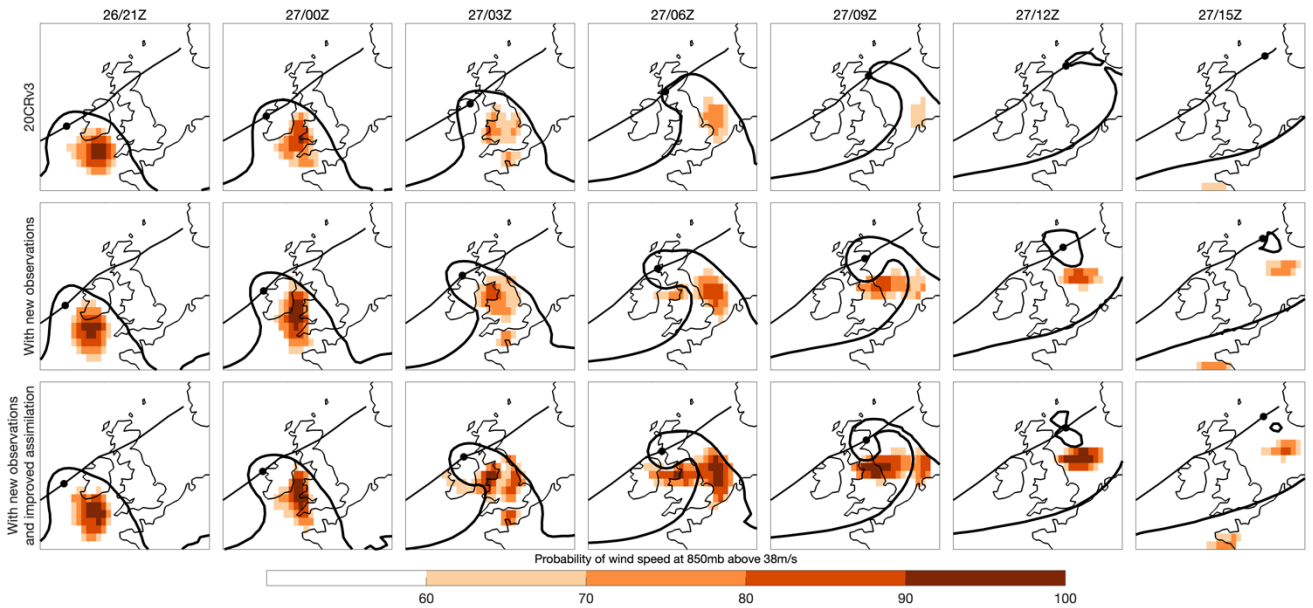 26/21Z 27/00Z 27/03Z 27/06Z 27/09Z 27/12Z 27/15Z
20CRv3
With new observations
With new observations
and improved assimilation
Probability of wind speed at 850mb above 38m/s
60 70 80 90 100